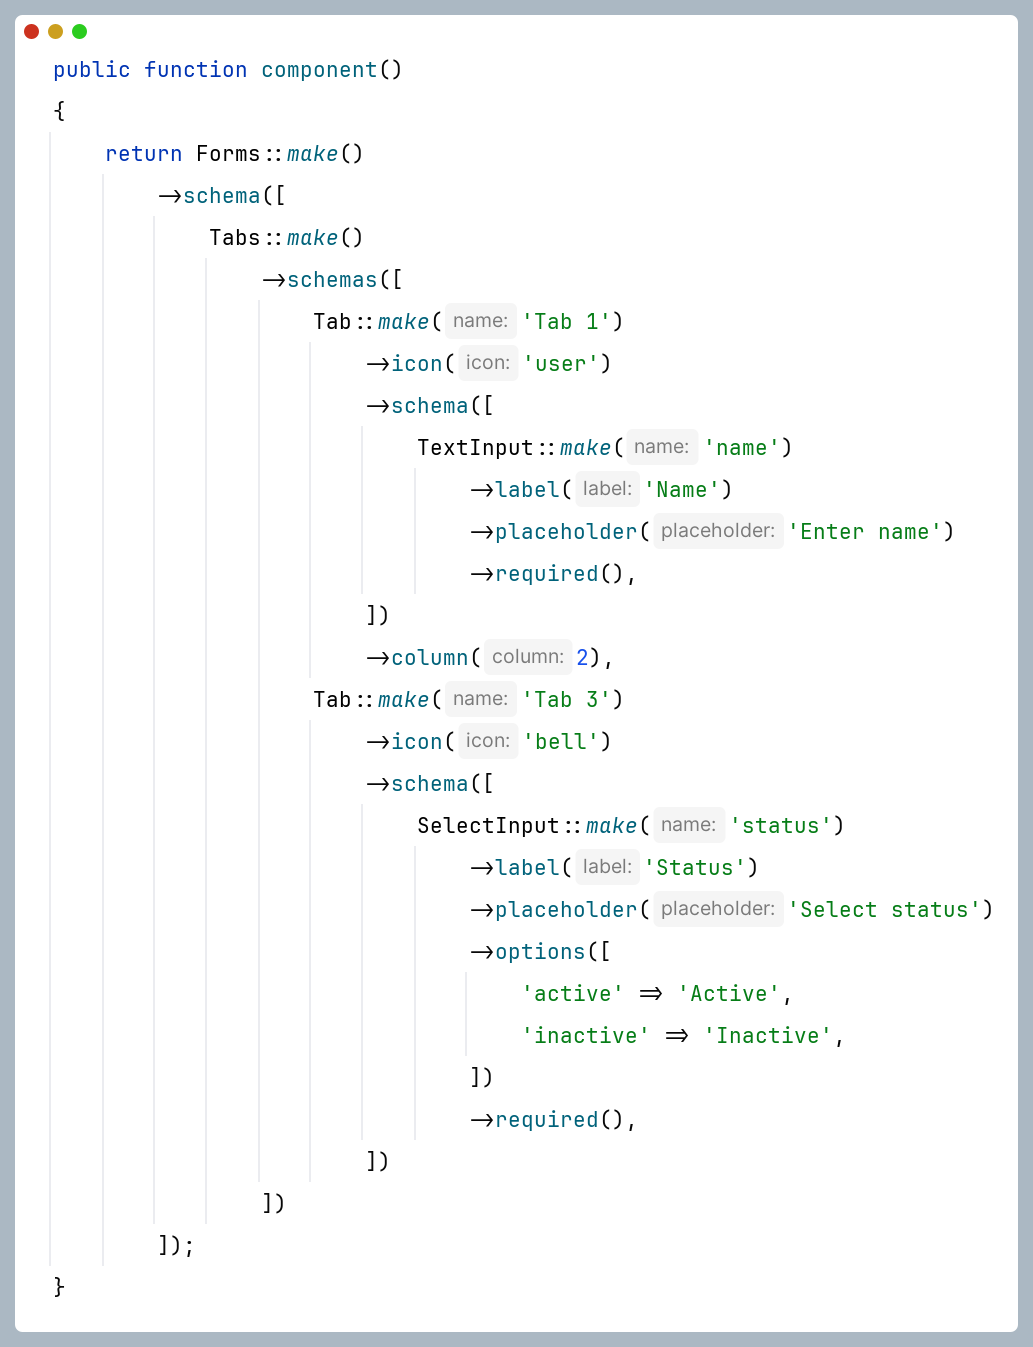 public function component()
{
    return Forms::make()
        ->schema([
            Tabs::make()
                ->schemas([
                    Tab::make( name: 'Tab 1')
                        ->icon( icon: 'user')
                        ->schema([
                            TextInput::make( name: 'name')
                                ->label( label: 'Name')
                                ->placeholder( placeholder: 'Enter name')
                                ->required(),
                        ])
                        ->column( column: 2),
                    Tab::make( name: 'Tab 3')
                        ->icon( icon: 'bell')
                        ->schema([
                            SelectInput::make( name: 'status')
                                ->label( label: 'Status')
                                ->placeholder( placeholder: 'Select status')
                                ->options([
                                    'active' => 'Active',
                                    'inactive' => 'Inactive',
                                ])
                                ->required(),
                        ])
                ])
        ]);
}